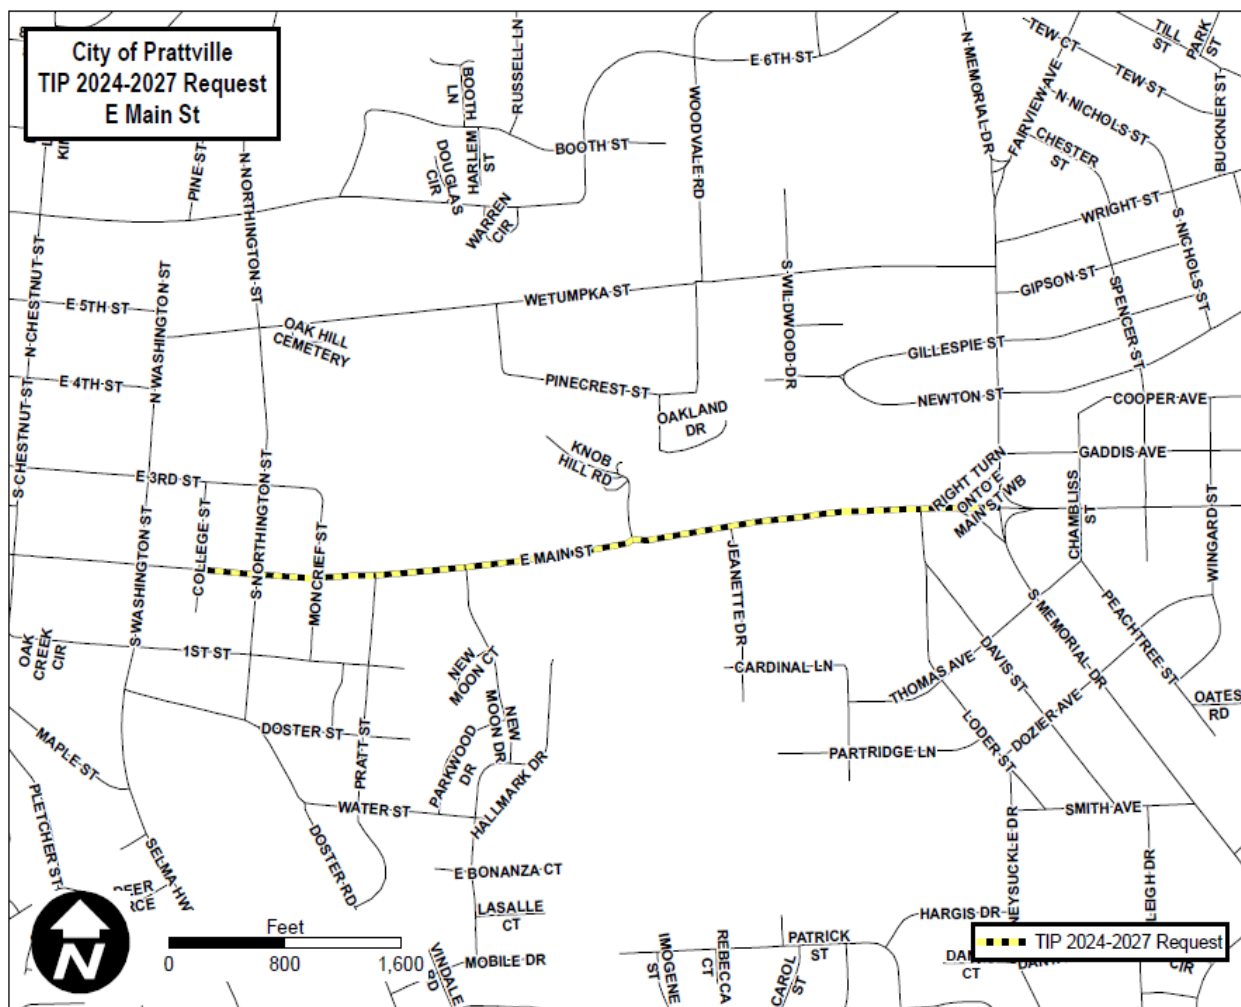 City of Prattville
TIP 2024-2027 Request
E Main St
RUSSELL LN
E 6TH ST
N MEMORIAL DR
FAIRVIEW AVE
TEW CT
TILL ST
PARK ST
TEW ST
BUCKNER ST
N NICHOLS ST
CHESTER ST
BOOTH LN
HARLEM ST
DOUGLAS CIR
BOOTH ST
WOODVALE RD
PINE ST
N NORTHINGTON ST
WARREN CIR
WRIGHT ST
S NICHOLS ST
N CHESTNUT ST
N WASHINGTON ST
E 5TH ST
WETUMPKA ST
S WILDWOOD DR
GIPSON ST
SPENCER ST
OAK HILL CEMETERY
GILLESPIE ST
E 4TH ST
PINECREST ST
NEWTON ST
COOPER AVE
OAKLAND DR
S CHESTNUT ST
KNOB HILL RD
GADDIS AVE
E 3RD ST
RIGHT TURN
ONTO E
MAIN ST WB
CHAMBLISS ST
WINGARD ST
COLLEGE ST
S NORTHINGTON ST
MONCRIEF ST
E MAIN ST
JEANETTE DR
S WASHINGTON ST
OAK CREEK CIR
1ST ST
NEW MOON CT
S MEMORIAL DR
PEACHTREE ST
DAVIS ST
CARDINAL LN
THOMAS AVE
OATES RD
NEW MOON DR
DOSTER ST
PRATT ST
PARKWOOD DR
LODER ST
DOZIER AVE
MAPLE ST
PARTRIDGE LN
HALLMARK DR
WATER ST
SMITH AVE
PLETCHER ST
SELMA HW
DOSTER RD
E BONANZA CT
LASALLE CT
HARGIS DR
NEYSUCKLE DR
LEIGH DR
N
Feet
0 800 1,600
VINDALE RD
MOBILE DR
IMOGENE ST
REBECCA CT
CAROL ST
PATRICK ST
TIP 2024-2027 Request
CT
CIR